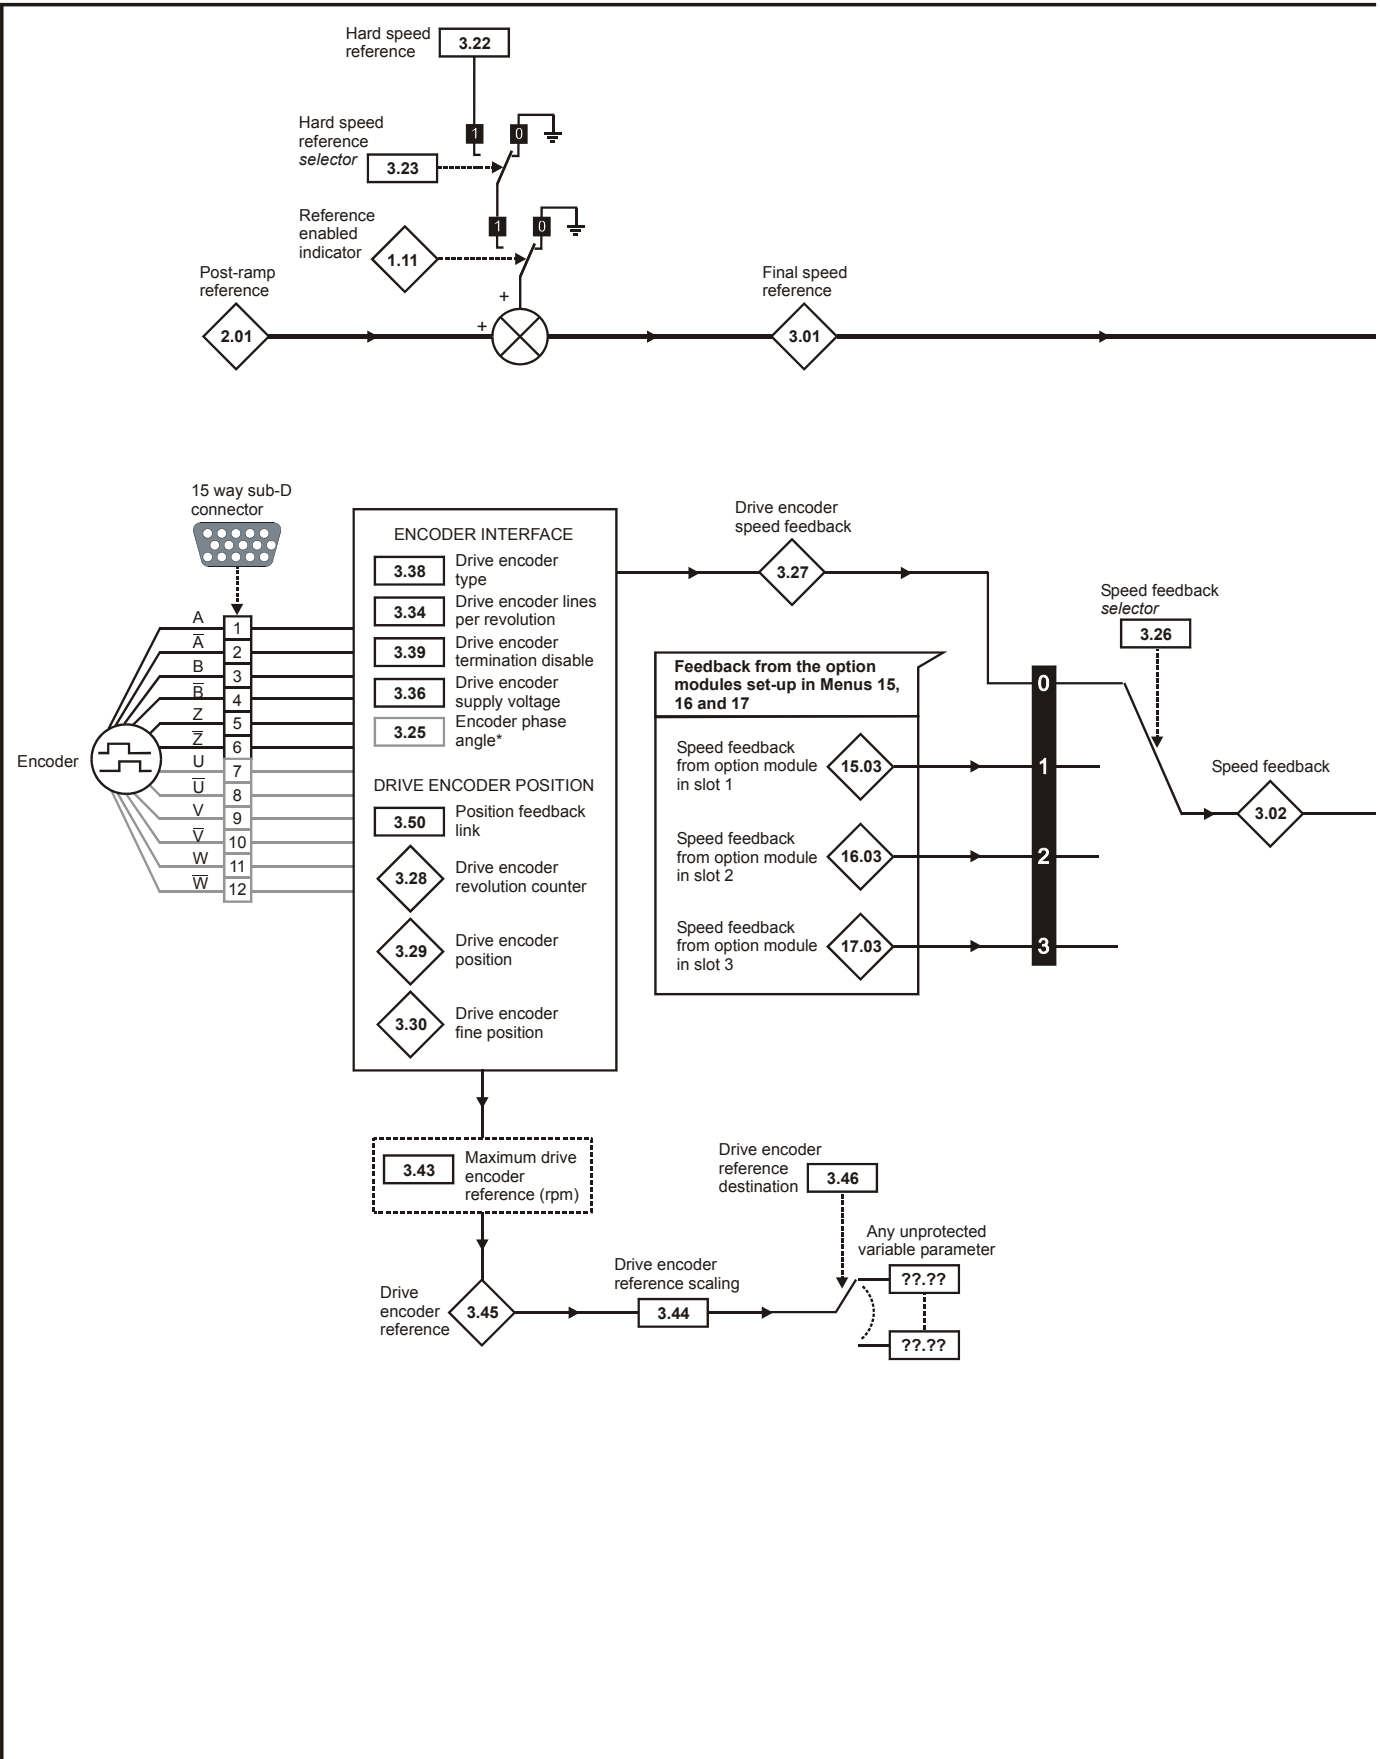 Hard speed
reference
3.22
Hard speed
reference
selector
1
0
3.23
Reference
enabled
indicator
1
0
1.11
Post-ramp
reference
Final speed
reference
+
+
2.01
3.01
15 way sub-D
connector
ENCODER INTERFACE
3.38
Drive encoder
type
3.34
Drive encoder lines
per revolution
3.39
Drive encoder
termination disable
3.36
Drive encoder
supply voltage
3.25
Encoder phase
angle*
DRIVE ENCODER POSITION
3.50
Position feedback
link
3.28
Drive encoder
revolution counter
3.29
Drive encoder
position
3.30
Drive encoder
fine position
A 1
A̅ 2
B 3
B̅ 4
Z 5
Z̅ 6
U 7
U̅ 8
V 9
V̅ 10
W 11
W̅ 12
Encoder
Drive encoder
speed feedback
3.27
Speed feedback
selector
3.26
Feedback from the option
modules set-up in Menus 15,
16 and 17
0
Speed feedback
from option module
in slot 1
15.03
1
Speed feedback
from option module
in slot 2
16.03
2
Speed feedback
from option module
in slot 3
17.03
3
Speed feedback
3.02
3.43
Maximum drive
encoder
reference (rpm)
Drive encoder
reference
destination
3.46
Any unprotected
variable parameter
??.??
??.??
Drive encoder
reference scaling
3.44
Drive
encoder
reference
3.45